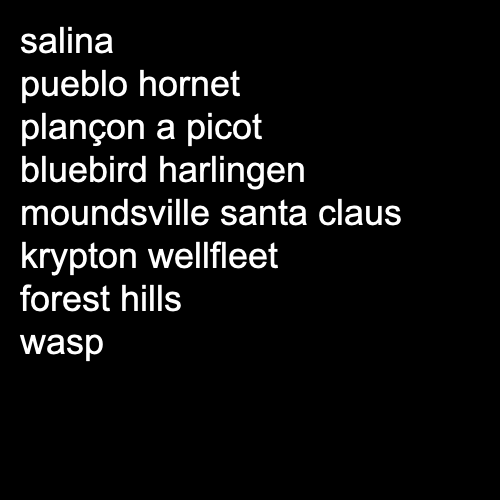 salina
pueblo hornet
plançon a picot
bluebird harlingen
moundsville santa claus
krypton wellfleet
forest hills
wasp